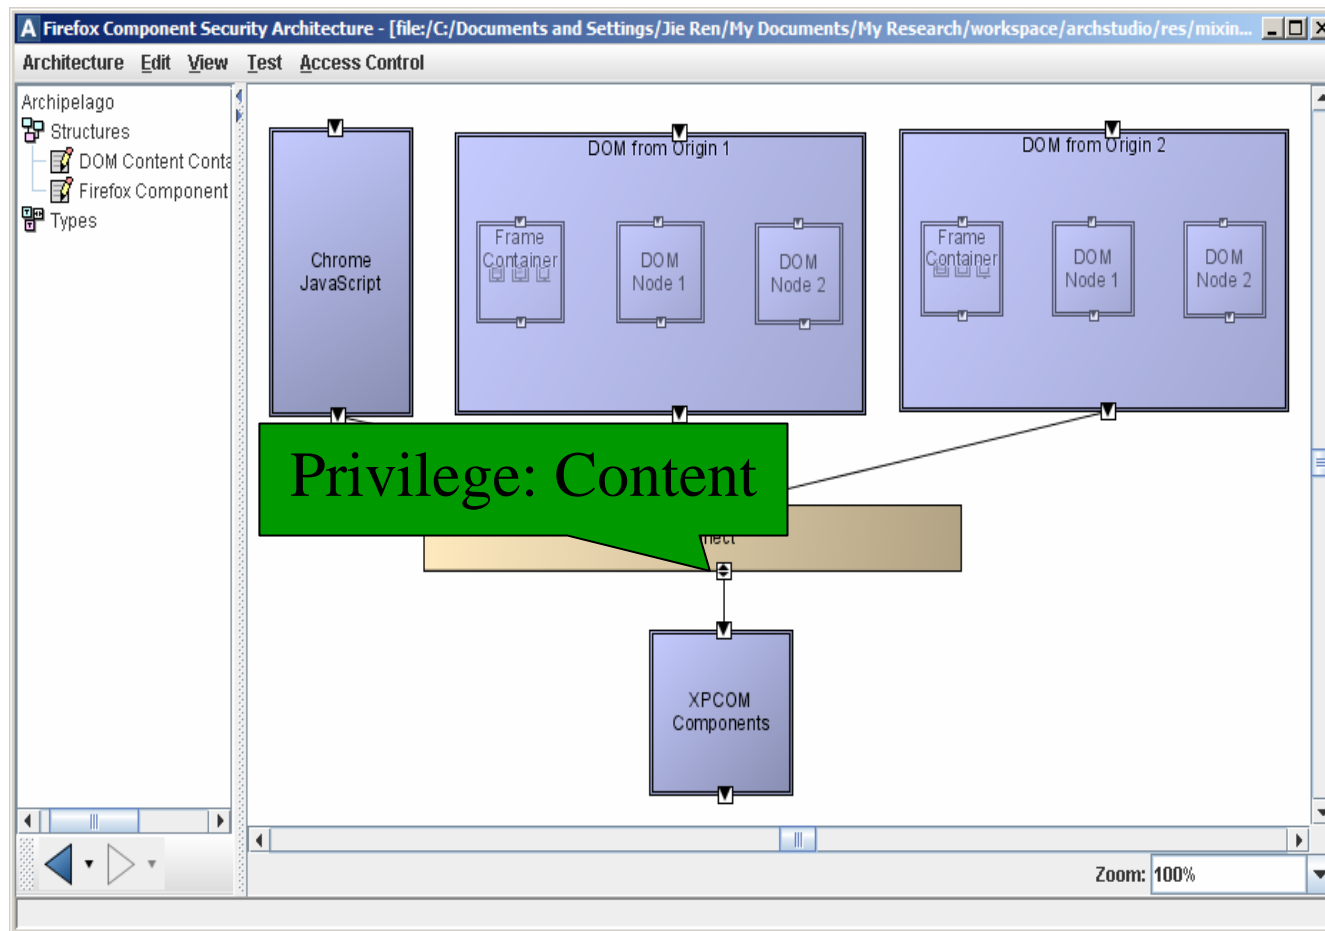 A Firefox Component Security Architecture - [file:/C:/Documents and Settings/Jie Ren/My Documents/My Research/workspace/archstudio/res/mixin...
Architecture Edit View Test Access Control
Archipelago
Structures
DOM Content Conta
Firefox Component
Types
Chrome
JavaScript
DOM from Origin 1
Frame
Container
DOM
Node 1
DOM
Node 2
DOM from Origin 2
Frame
Container
DOM
Node 1
DOM
Node 2
Privilege: Content
nect
XPCOM
Components
Zoom: 100%